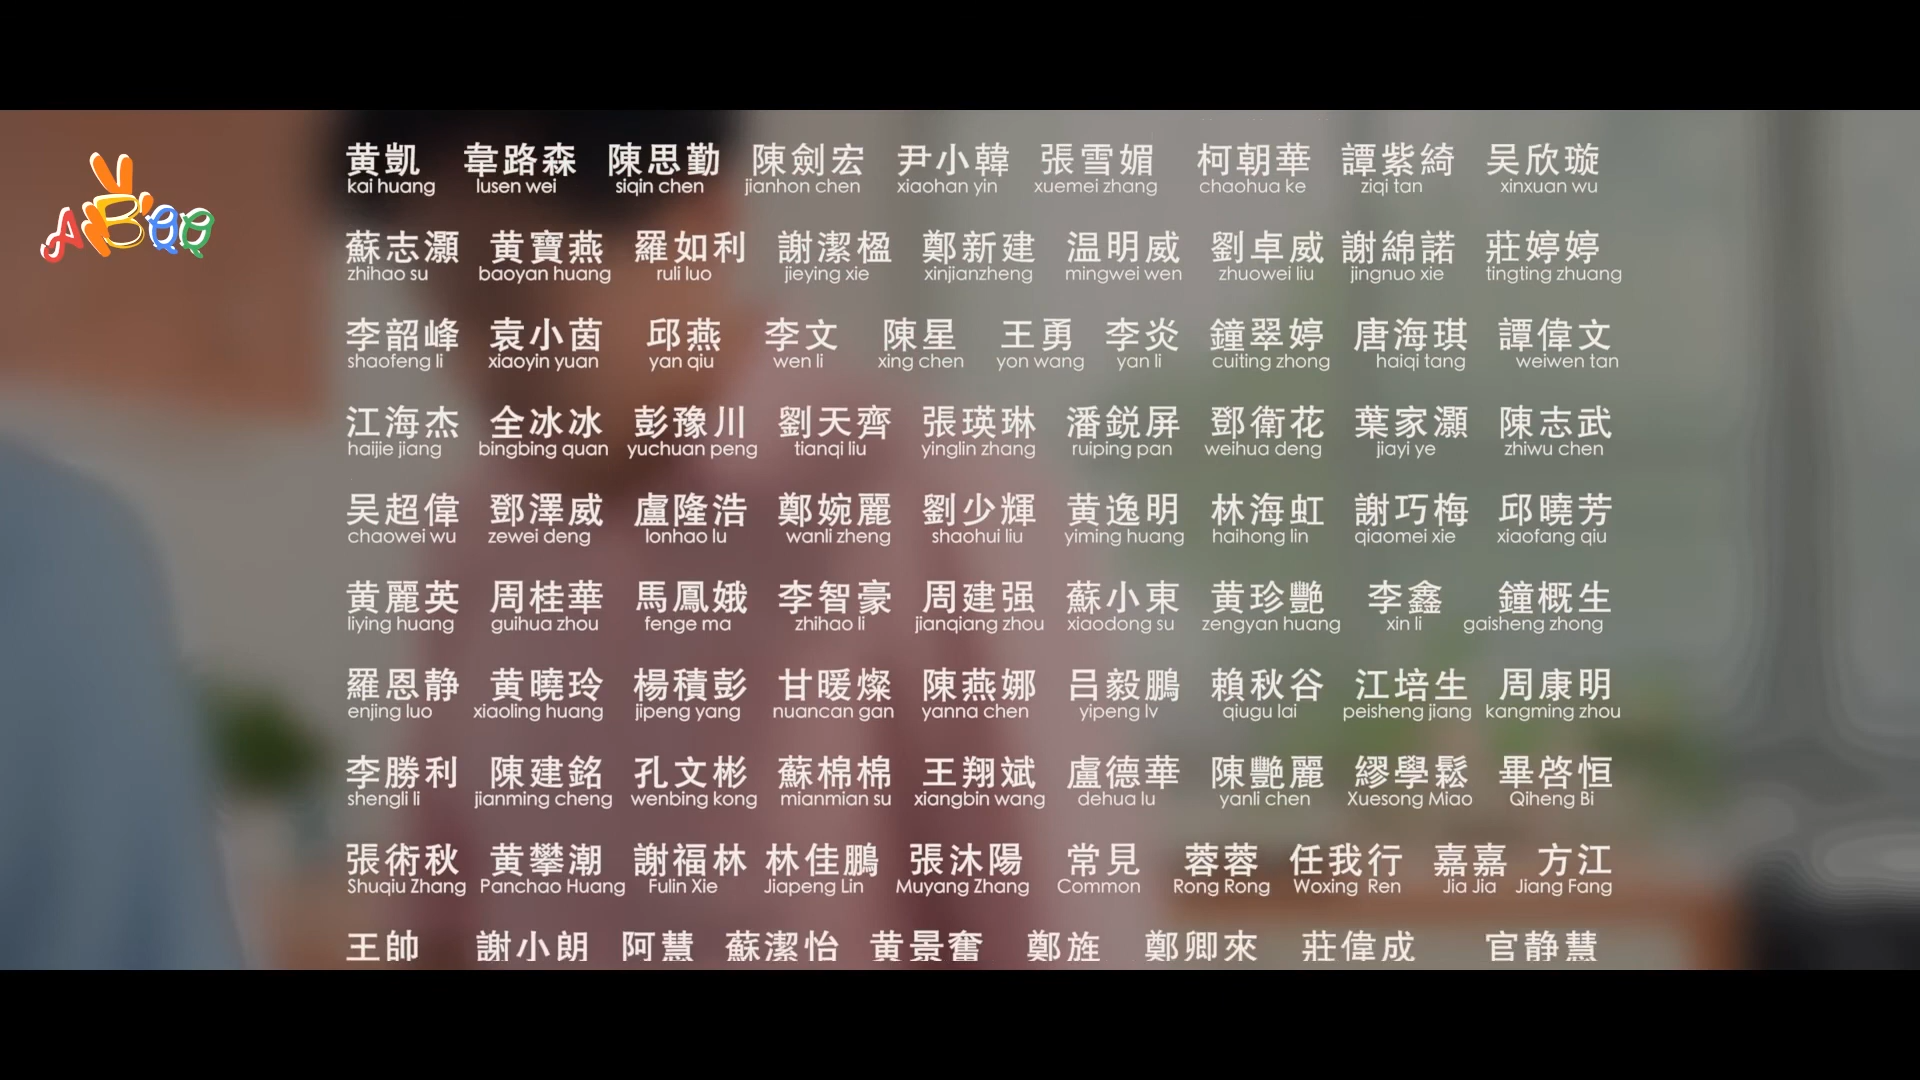 A B'QQ
黄凱 韋路森 陳思勤 陳劍宏 尹小韓 張雪媚 柯朝華 譚紫綺 吴欣璇
kai huang lusen wei siqin chen jianhon chen xiaohan yin xuemei zhang chaohua ke ziqi tan xinxuan wu
蘇志灝 黄寶燕 羅如利 謝潔楹 鄭新建 温明威 劉卓威 謝綿諾 莊婷婷
zhihao su baoyan huang ruli luo jieying xie xinjianzheng mingwei wen zhuowei liu jingnuo xie tingting zhuang
李韶峰 袁小茵 邱燕 李文 陳星 王勇 李炎 鐘翠婷 唐海琪 譚偉文
shaofeng li xiaoyin yuan yan qiu wen li xing chen yon wang yan li cuiting zhong haiqi tang weiwen tan
江海杰 全冰冰 彭豫川 劉天齊 張瑛琳 潘鋭屏 鄧衛花 葉家灝 陳志武
haijie jiang bingbing quan yuchuan peng tianqi liu yinglin zhang ruiping pan weihua deng jiayi ye zhiwu chen
吴超偉 鄧澤威 盧隆浩 鄭婉麗 劉少輝 黄逸明 林海虹 謝巧梅 邱曉芳
chaowei wu zewei deng lonhao lu wanli zheng shaohui liu yiming huang haihong lin qiaomei xie xiaofang qiu
黄麗英 周桂華 馬鳳娥 李智豪 周建强 蘇小東 黄珍艷 李鑫 鐘概生
liying huang guihua zhou fenge ma zhihao li jianqiang zhou xiaodong su zengyan huang xin li gaisheng zhong
羅恩静 黄曉玲 楊積彭 甘暖燦 陳燕娜 吕毅鵬 賴秋谷 江培生 周康明
enjing luo xiaoling huang jipeng yang nuancan gan yanna chen yipeng lv qiugu lai peisheng jiang kangming zhou
李勝利 陳建銘 孔文彬 蘇棉棉 王翔斌 盧德華 陳艷麗 繆學鬆 畢啓恒
shengli li jianming cheng wenbing kong mianmian su xiangbin wang dehua lu yanli chen Xuesong Miao Qiheng Bi
張術秋 黄攀潮 謝福林 林佳鵬 張沐陽 常見 蓉蓉 任我行 嘉嘉 方江
Shuqiu Zhang Panchao Huang Fulin Xie Jiapeng Lin Muyang Zhang Common Rong Rong Woxing Ren Jia Jia Jiang Fang
王帥 謝小朗 阿慧 蘇潔怡 黄景奮 鄭旌 鄭卿來 莊偉成 官静慧